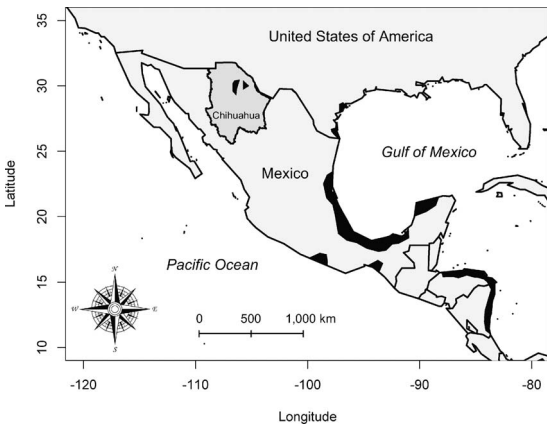 35
30
25
20
15
10
Latitude
United States of America
Chihuahua
Gulf of Mexico
Mexico
Pacific Ocean
N
W
E
S
0 500 1,000 km
-120 -110 -100 -90 -80
Longitude